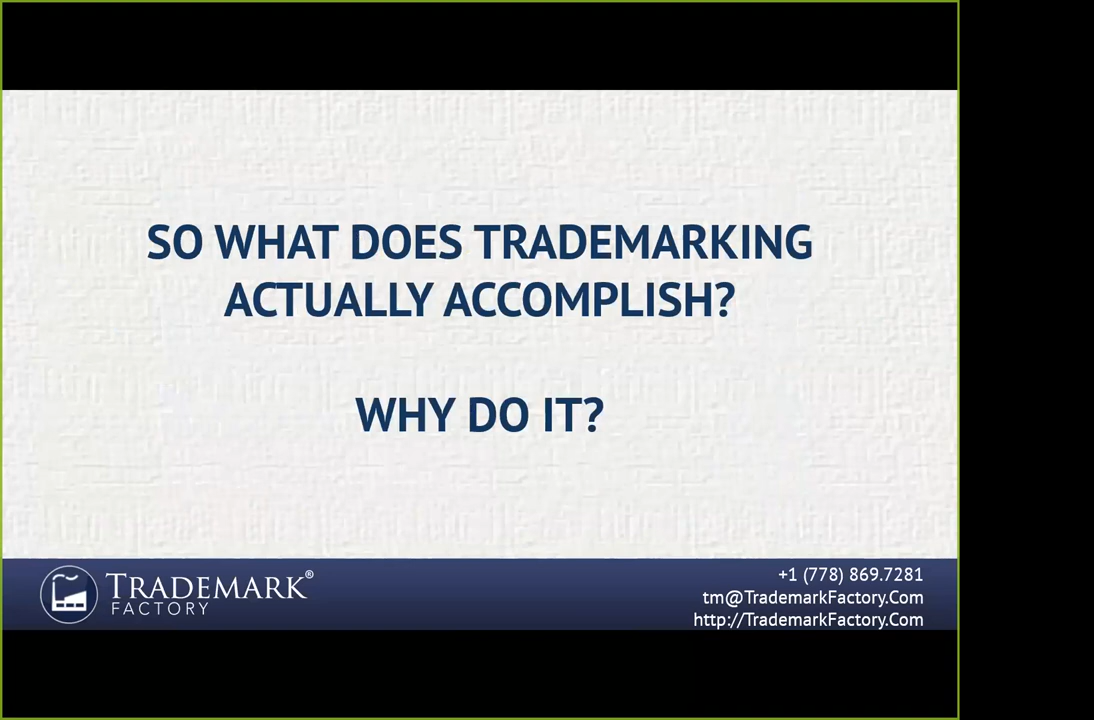 SO WHAT DOES TRADEMARKING
ACTUALLY ACCOMPLISH?
WHY DO IT?
TRADEMARK®
FACTORY
+1 (778) 869.7281
tm@TrademarkFactory.Com
http://TrademarkFactory.Com